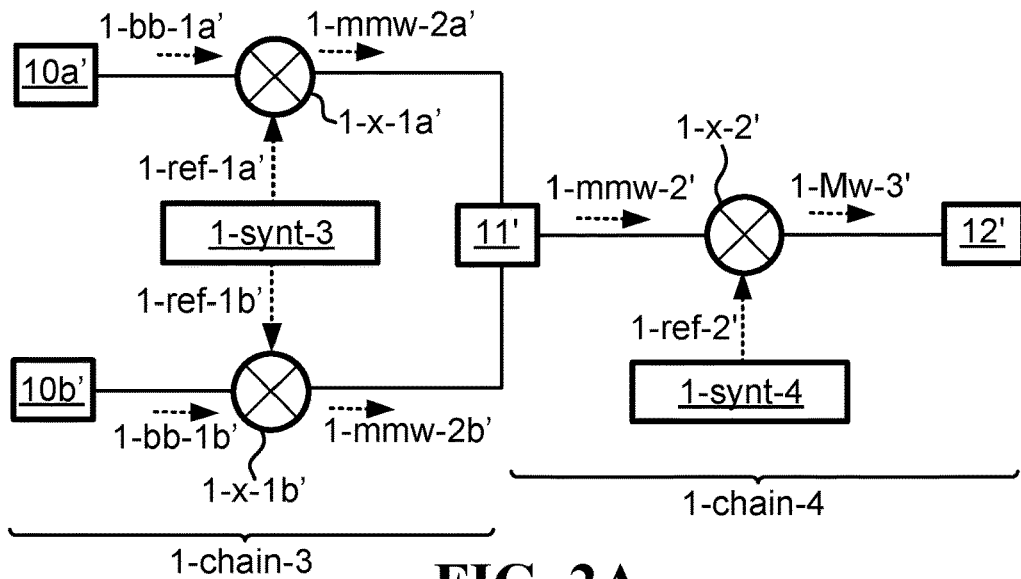 1-bb-1a'
1-mmw-2a'
10a'
1-x-1a'
1-ref-1a'
1-synt-3
1-ref-1b'
10b'
1-bb-1b'
1-mmw-2b'
1-x-1b'
1-chain-3
11'
1-mmw-2'
1-x-2'
1-Mw-3'
12'
1-ref-2'
1-synt-4
1-chain-4
FIG. 2A